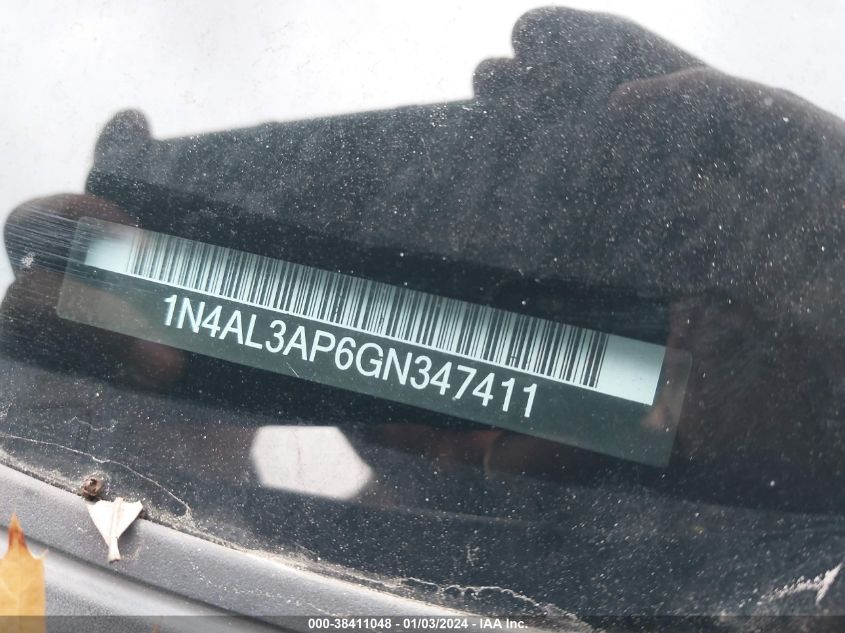 1N4AL3AP6GN347411
000-38411048 - 01/03/2024 - IAA Inc.